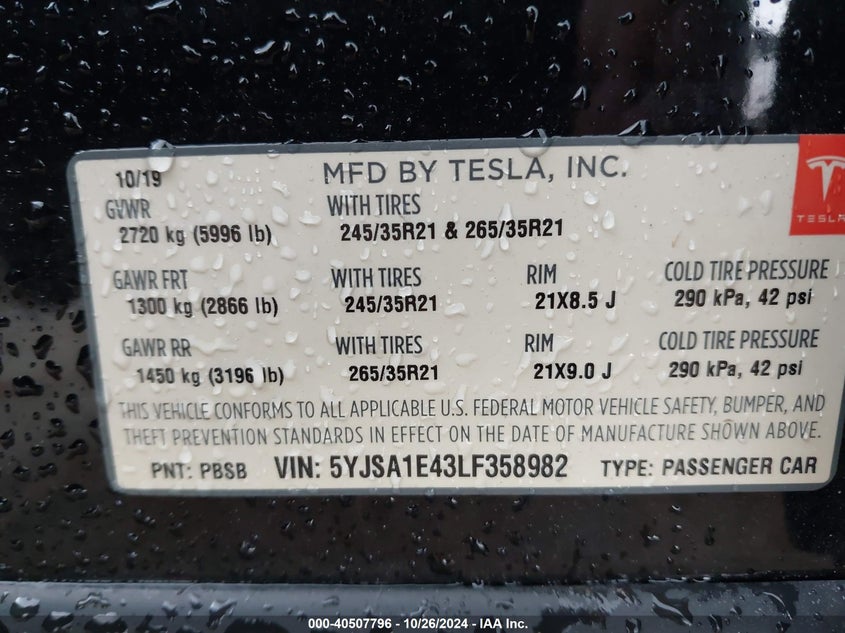 10/19 MFD BY TESLA, INC.
TESLA
GVWR WITH TIRES
2720 kg (5996 lb) 245/35R21 & 265/35R21
GAWR FRT WITH TIRES RIM COLD TIRE PRESSURE
1300 kg (2866 lb) 245/35R21 21X8.5 J 290 kPa, 42 psi
GAWR RR WITH TIRES RIM COLD TIRE PRESSURE
1450 kg (3196 lb) 265/35R21 21X9.0 J 290 kPa, 42 psi
THIS VEHICLE CONFORMS TO ALL APPLICABLE U.S. FEDERAL MOTOR VEHICLE SAFETY, BUMPER, AND
THEFT PREVENTION STANDARDS IN EFFECT ON THE DATE OF MANUFACTURE SHOWN ABOVE.
PNT: PBSB VIN: 5YJSA1E43LF358982 TYPE: PASSENGER CAR
000-40507796 - 10/26/2024 - IAA Inc.